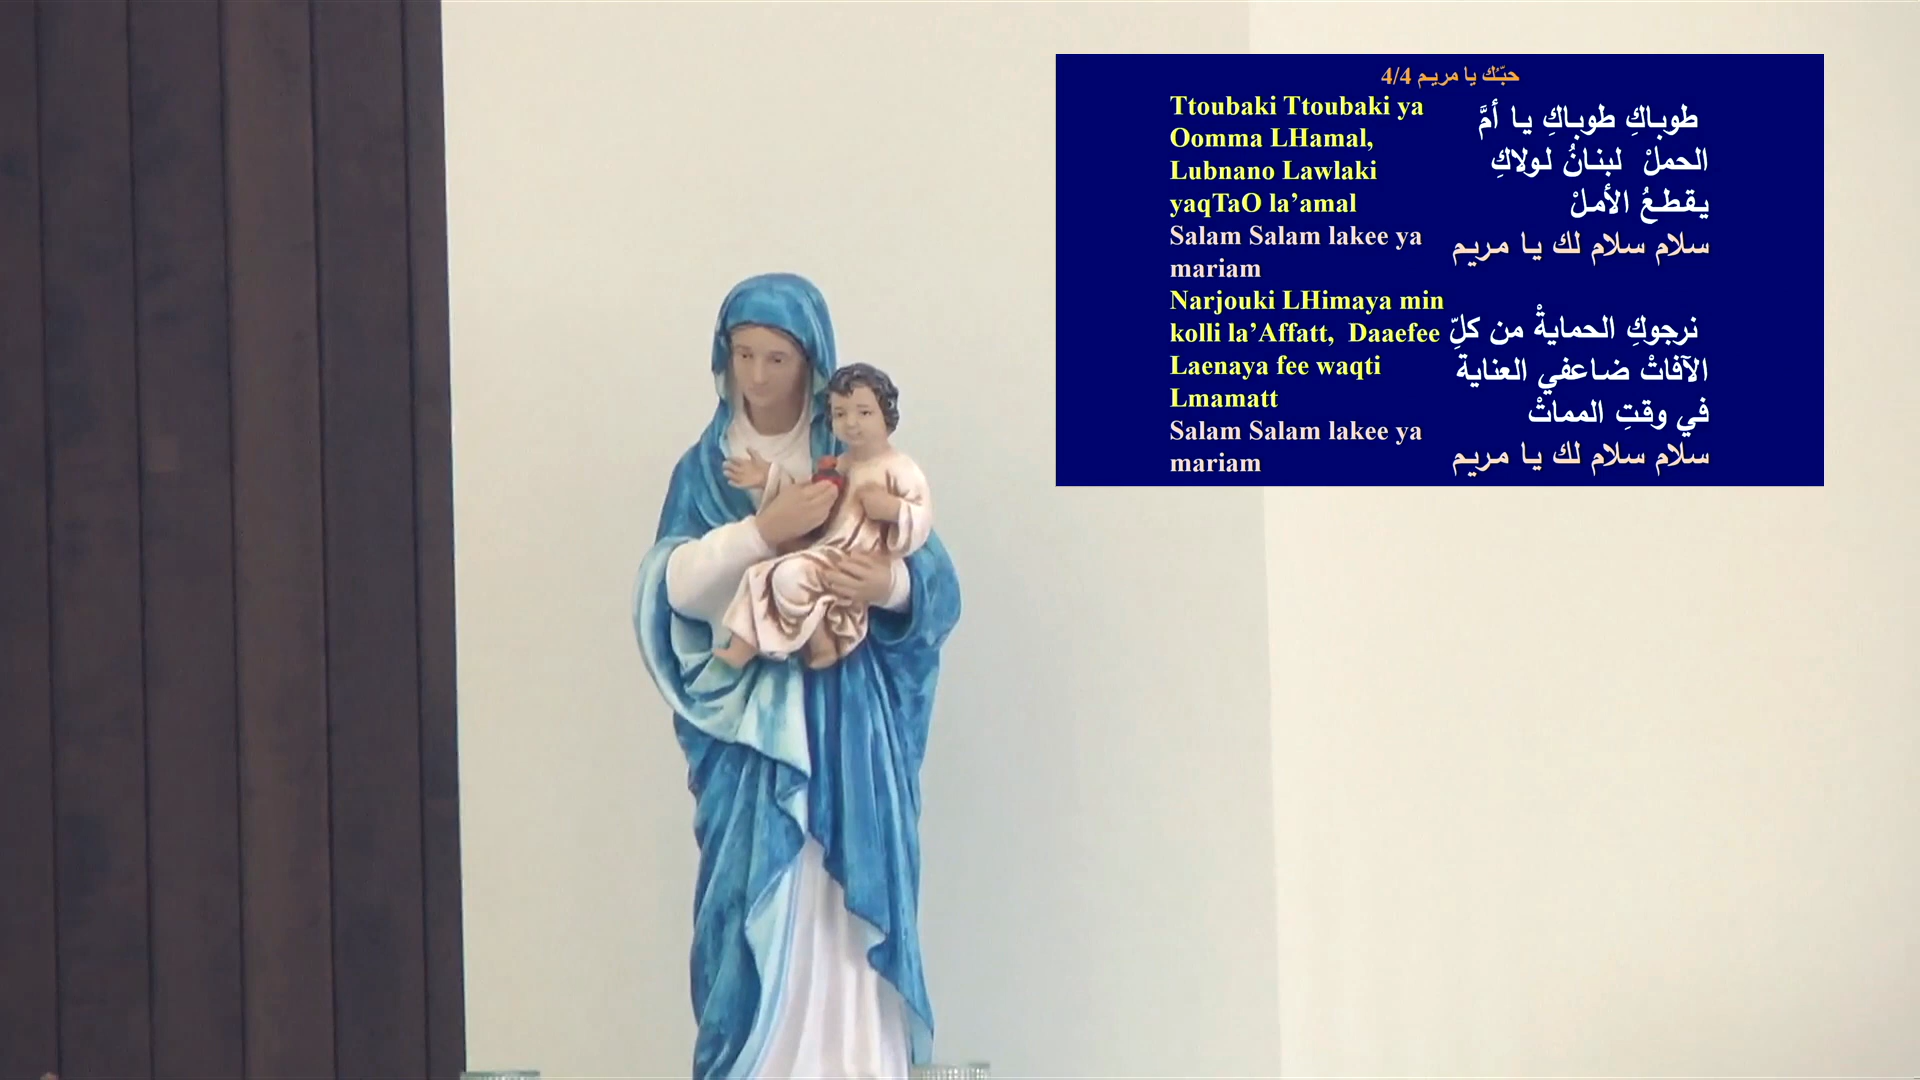 حبّك يا مريم 4/4
Ttoubaki Ttoubaki ya
Oomma LHamal,
Lubnano Lawlaki
yaqTaO la’amal
Salam Salam lakee ya
mariam
Narjouki LHimaya min
kolli la’Affatt,  Daaefee
Laenaya fee waqti
Lmamatt
Salam Salam lakee ya
mariam
طوباكِ طوباكِ يا أمَّ
الحملْ  لبنانُ لولاكِ
يقطعُ الأملْ
سلام سلام لك يا مريم
نرجوكِ الحمايةْ من كلِّ
الآفاتْ ضاعفي العناية
في وقتِ المماتْ
سلام سلام لك يا مريم